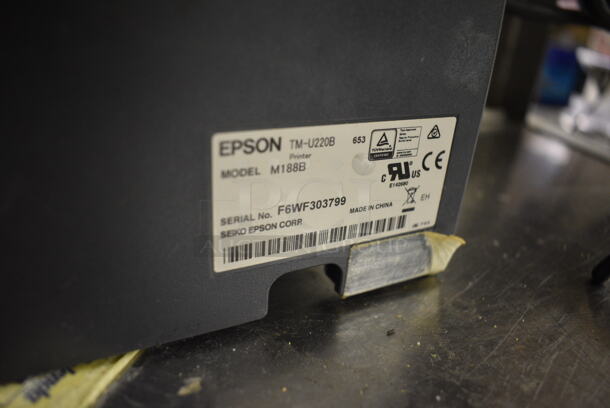 EPSON TM-U220B 653
Printer
MODEL M188B
C UL US
E142690
CE
SERIAL No. F6WF303799 MADE IN CHINA EH
SEIKO EPSON CORP.